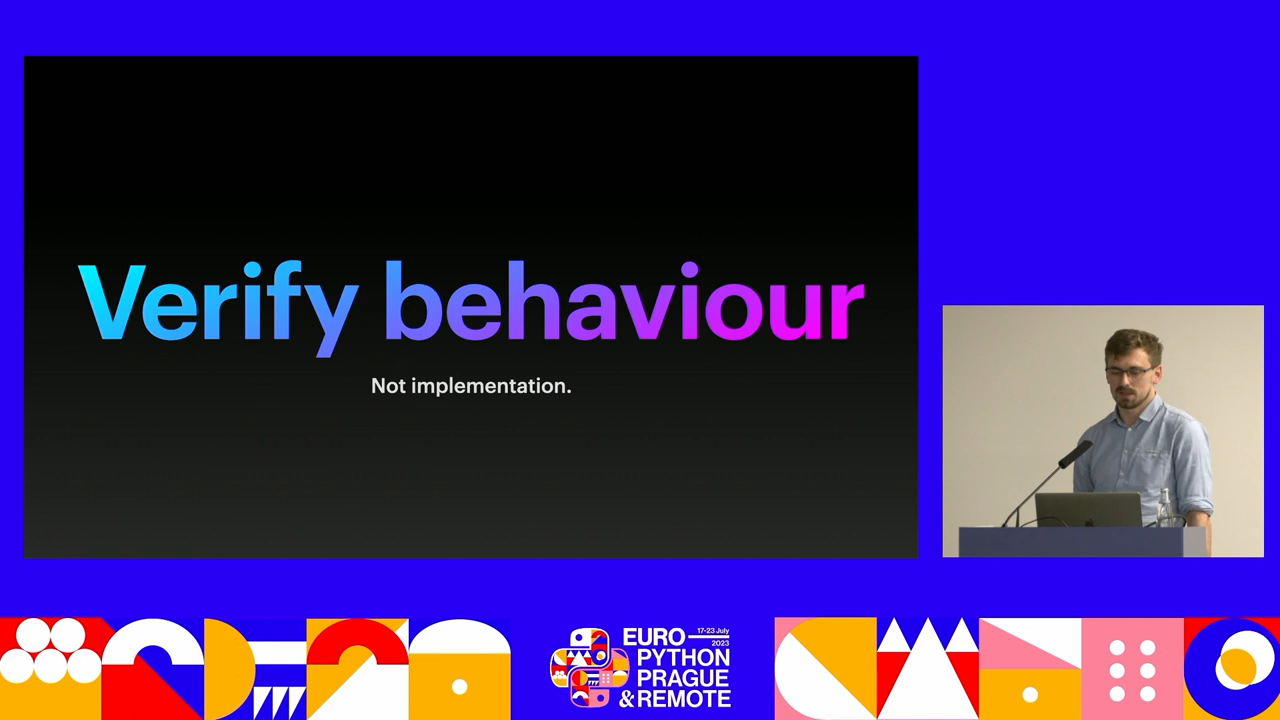 Verify behaviour
Not implementation.
EURO
17-23 July
2023
PYTHON
PRAGUE
& REMOTE